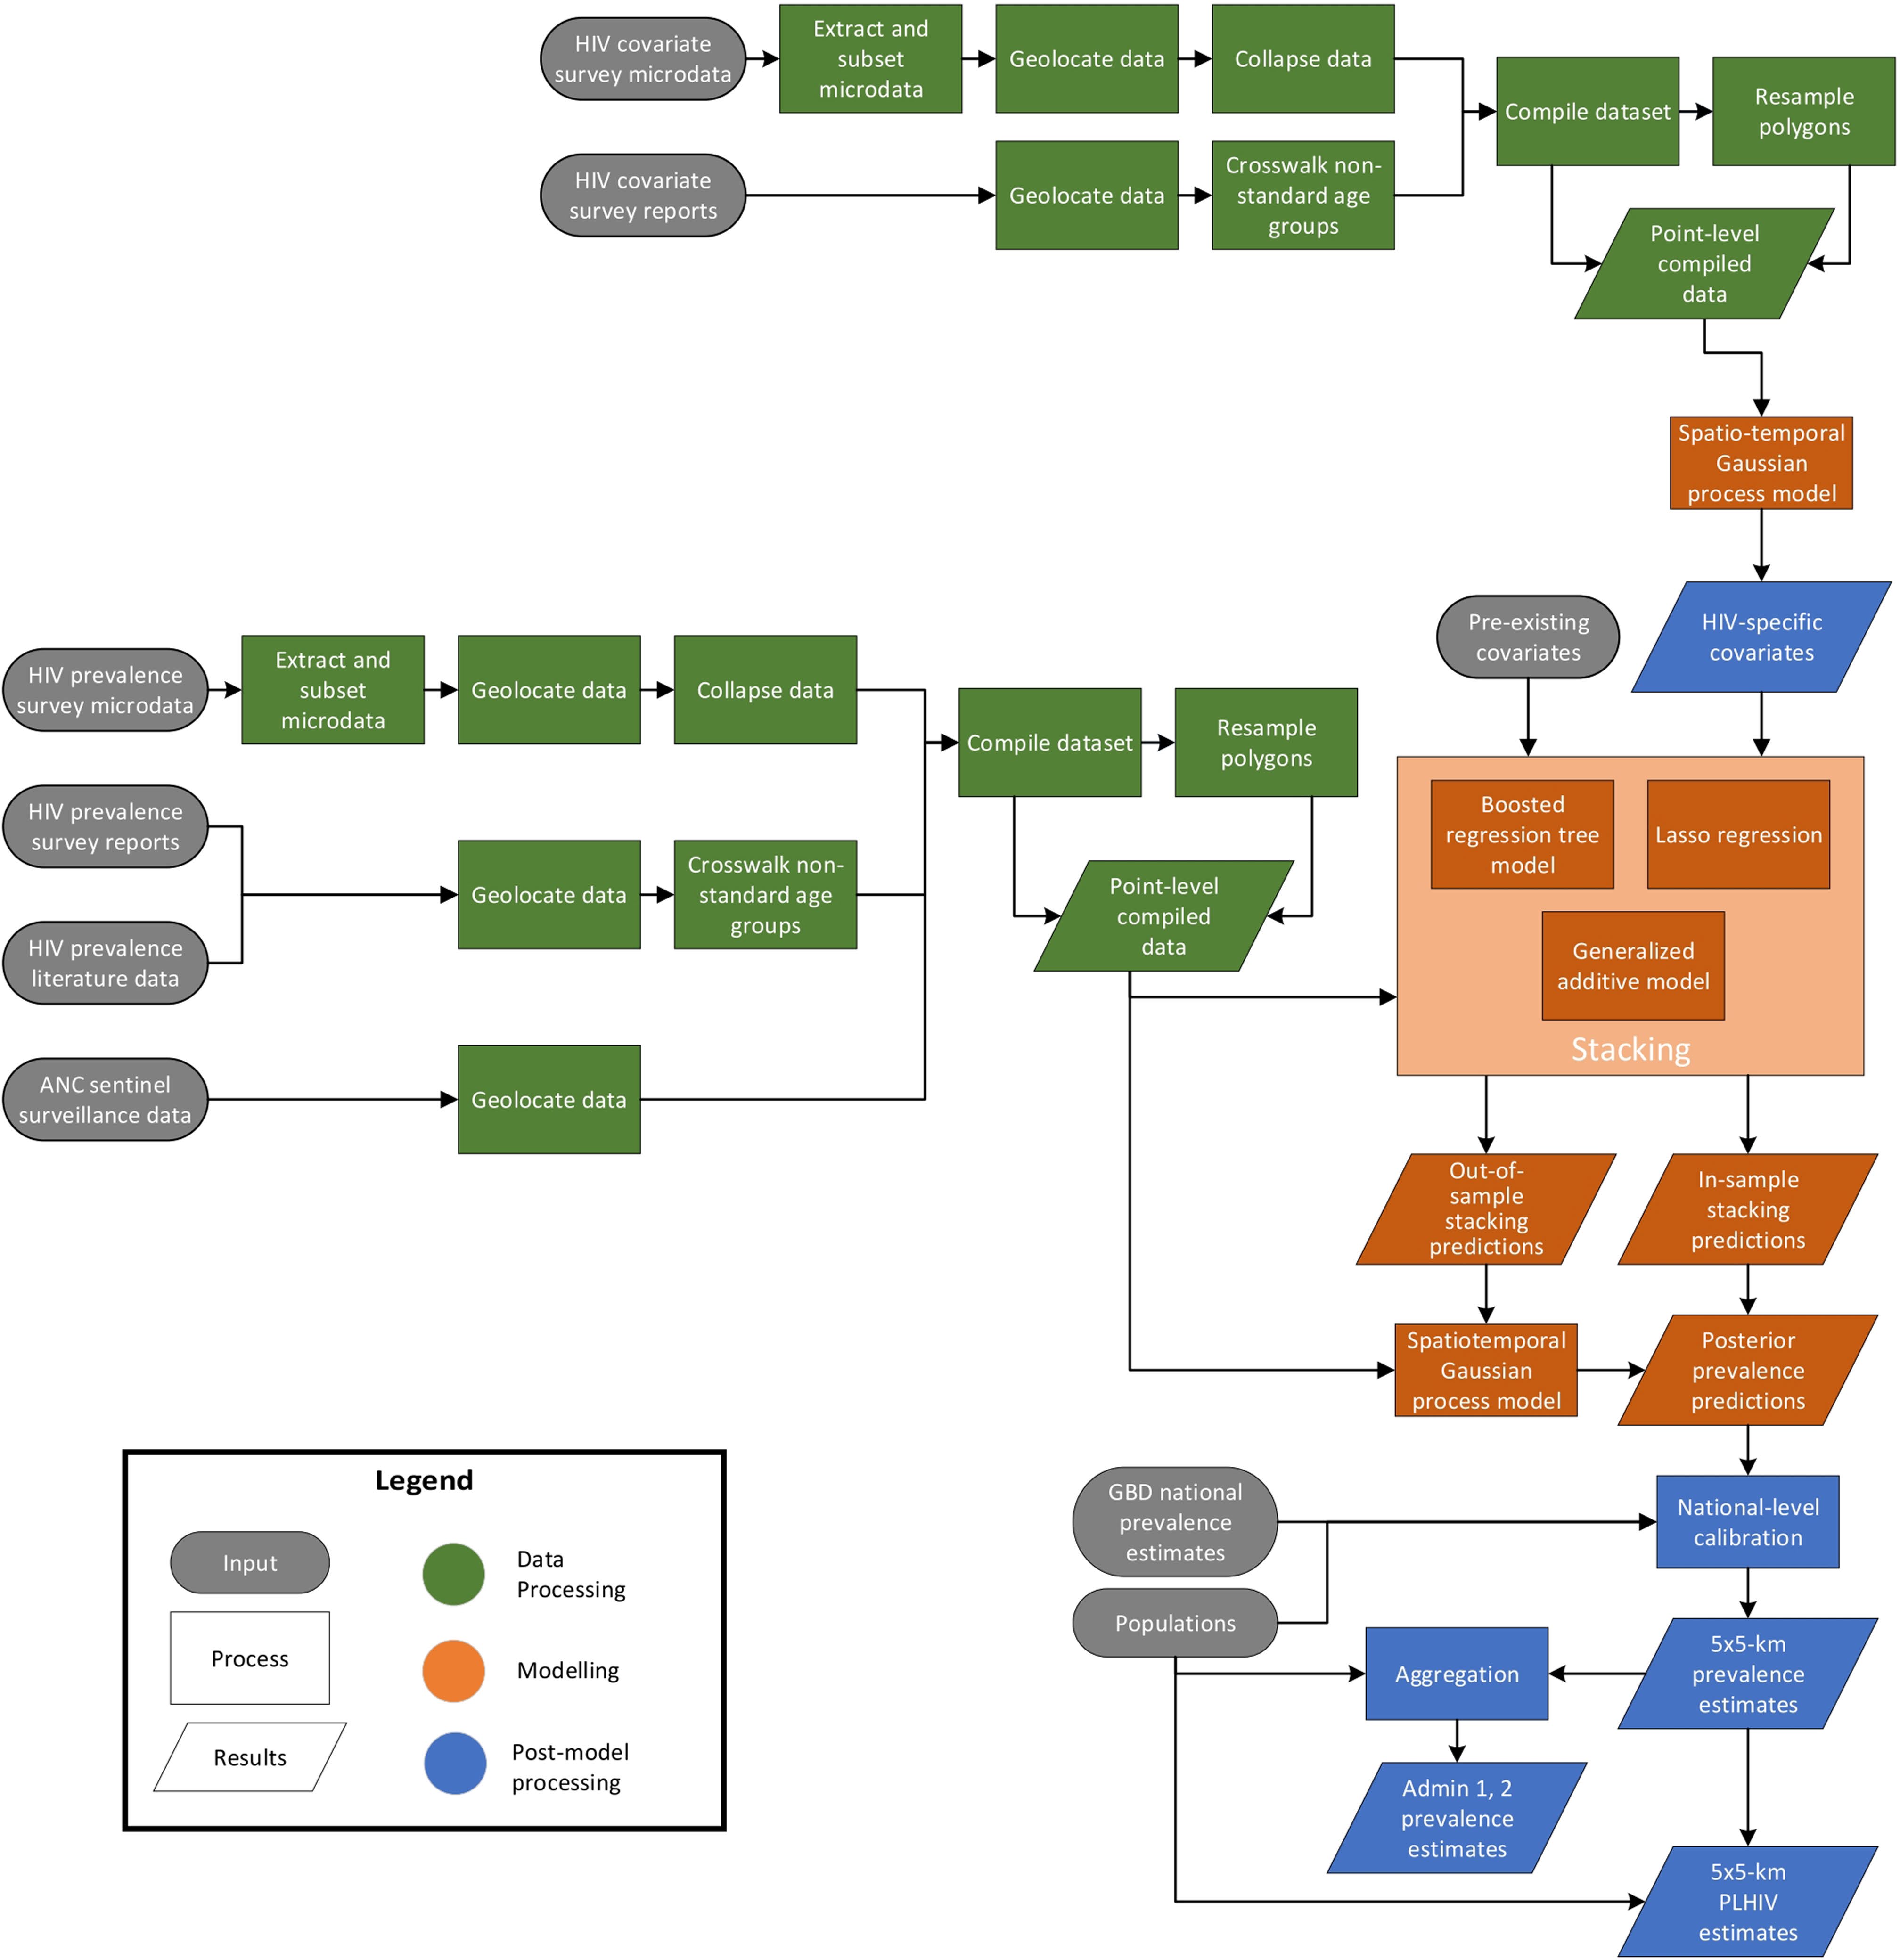 HIV covariate
survey microdata
Extract and
subset
microdata
Geolocate data
Collapse data
Compile dataset
Resample
polygons
HIV covariate
survey reports
Geolocate data
Crosswalk non-
standard age
groups
Point-level
compiled
data
Spatio-temporal
Gaussian
process model
Pre-existing
covariates
HIV-specific
covariates
HIV prevalence
survey microdata
Extract and
subset
microdata
Geolocate data
Collapse data
Compile dataset
Resample
polygons
HIV prevalence
survey reports
Geolocate data
Crosswalk non-
standard age
groups
HIV prevalence
literature data
Point-level
compiled
data
ANC sentinel
surveillance data
Geolocate data
Boosted
regression tree
model
Lasso regression
Generalized
additive model
Stacking
Out-of-
sample
stacking
predictions
In-sample
stacking
predictions
Spatiotemporal
Gaussian
process model
Posterior
prevalence
predictions
GBD national
prevalence
estimates
National-level
calibration
Populations
Aggregation
5x5-km
prevalence
estimates
Admin 1, 2
prevalence
estimates
5x5-km
PLHIV
estimates
Legend
Input
Data
Processing
Process
Modelling
Results
Post-model
processing